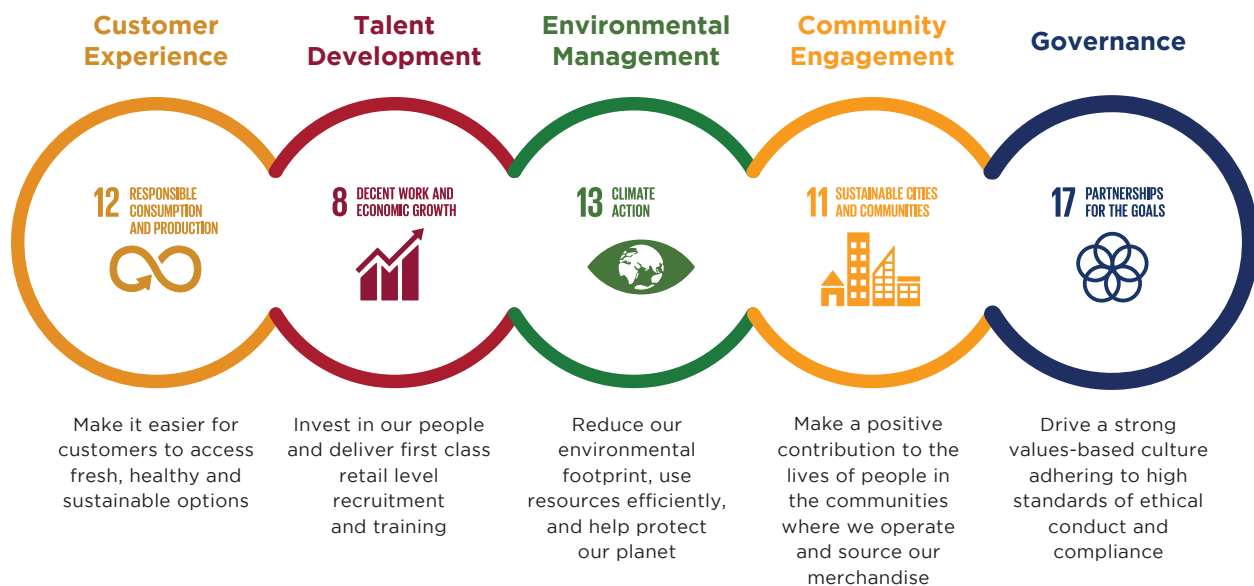 Customer
Experience
Talent
Development
Environmental
Management
Community
Engagement
Governance
12 RESPONSIBLE
CONSUMPTION
AND PRODUCTION
8 DECENT WORK AND
ECONOMIC GROWTH
13 CLIMATE
ACTION
11 SUSTAINABLE CITIES
AND COMMUNITIES
17 PARTNERSHIPS
FOR THE GOALS
Make it easier for
customers to access
fresh, healthy and
sustainable options
Invest in our people
and deliver first class
retail level
recruitment
and training
Reduce our
environmental
footprint, use
resources efficiently,
and help protect
our planet
Make a positive
contribution to the
lives of people in
the communities
where we operate
and source our
merchandise
Drive a strong
values-based culture
adhering to high
standards of ethical
conduct and
compliance